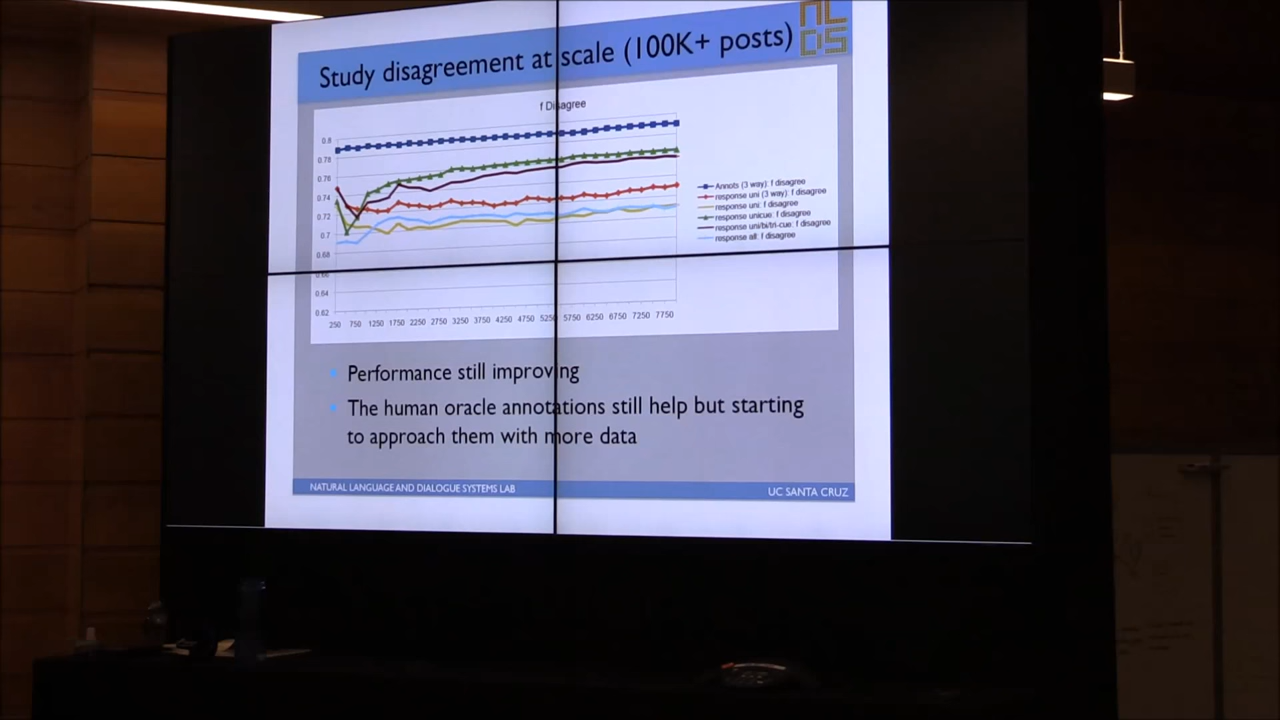 Study disagreement at scale (100K+ posts)
NLDS
f Disagree
0.8
0.78
0.76
0.74
0.72
0.7
0.68
0.66
0.64
0.62
250 750 1250 1750 2250 2750 3250 3750 4250 4750 5250 5750 6250 6750 7250 7750
Annots (3 way): f disagree
response uni (3 way): f disagree
response uni: f disagree
response unicue: f disagree
response uni/bi/tri-cue: f disagree
response all: f disagree
Performance still improving
The human oracle annotations still help but starting
to approach them with more data
NATURAL LANGUAGE AND DIALOGUE SYSTEMS LAB
UC SANTA CRUZ